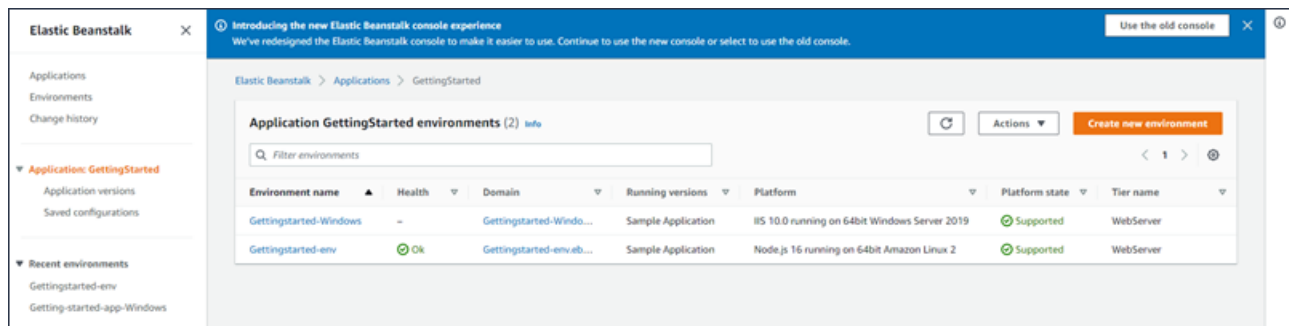 Elastic Beanstalk
Applications
Environments
Change history
Application: GettingStarted
Application versions
Saved configurations
Recent environments
Gettingstarted-env
Getting-started-app-Windows
Introducing the new Elastic Beanstalk console experience
We've redesigned the Elastic Beanstalk console to make it easier to use. Continue to use the new console or select to use the old console.
Use the old console
Elastic Beanstalk > Applications > GettingStarted
Application GettingStarted environments (2) Info
Actions
Create new environment
Filter environments
< 1 >
Environment name Health Domain Running versions Platform Platform state Tier name
Gettingstarted-Windows – Gettingstarted-Windo... Sample Application IIS 10.0 running on 64bit Windows Server 2019 Supported WebServer
Gettingstarted-env Ok Gettingstarted-env.eb... Sample Application Node.js 16 running on 64bit Amazon Linux 2 Supported WebServer